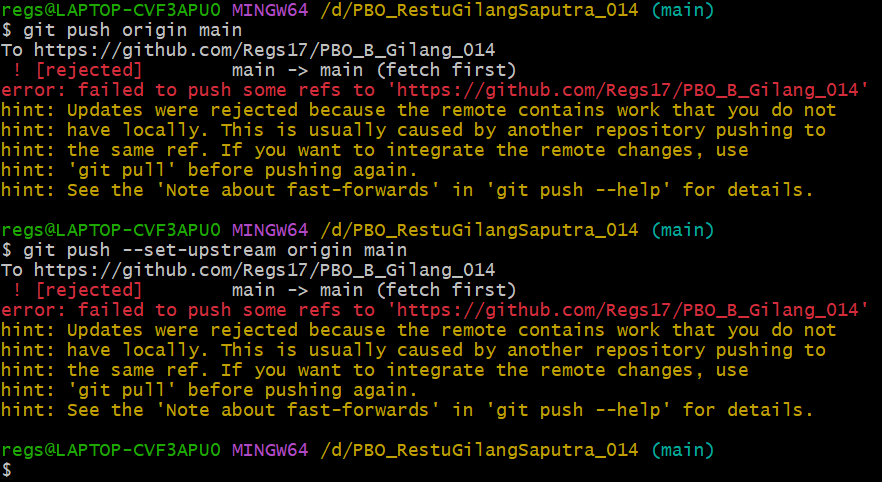 regs@LAPTOP-CVF3APU0 MINGW64 /d/PBO_RestuGilangSaputra_014 (main)
$ git push origin main
To https://github.com/Regs17/PBO_B_Gilang_014
 ! [rejected]        main -> main (fetch first)
error: failed to push some refs to 'https://github.com/Regs17/PBO_B_Gilang_014'
hint: Updates were rejected because the remote contains work that you do not
hint: have locally. This is usually caused by another repository pushing to
hint: the same ref. If you want to integrate the remote changes, use
hint: 'git pull' before pushing again.
hint: See the 'Note about fast-forwards' in 'git push --help' for details.

regs@LAPTOP-CVF3APU0 MINGW64 /d/PBO_RestuGilangSaputra_014 (main)
$ git push --set-upstream origin main
To https://github.com/Regs17/PBO_B_Gilang_014
 ! [rejected]        main -> main (fetch first)
error: failed to push some refs to 'https://github.com/Regs17/PBO_B_Gilang_014'
hint: Updates were rejected because the remote contains work that you do not
hint: have locally. This is usually caused by another repository pushing to
hint: the same ref. If you want to integrate the remote changes, use
hint: 'git pull' before pushing again.
hint: See the 'Note about fast-forwards' in 'git push --help' for details.

regs@LAPTOP-CVF3APU0 MINGW64 /d/PBO_RestuGilangSaputra_014 (main)
$